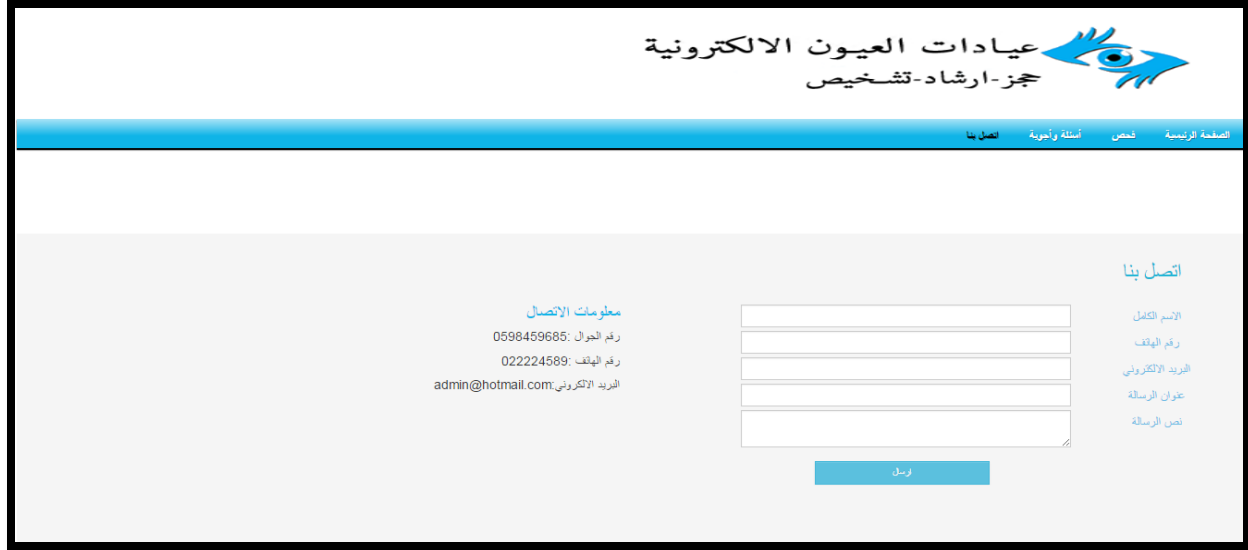 عيادات العيون الالكترونية
حجز-ارشاد-تشخيص
الصفحة الرئيسية فحص أسئلة وأجوبة اتصل بنا
اتصل بنا
الاسم الكامل
رقم الهاتف
البريد الالكتروني
عنوان الرسالة
نص الرسالة
ارسال
معلومات الاتصال
رقم الجوال :0598459685
رقم الهاتف :022224589
البريد الالكروني:admin@hotmail.com